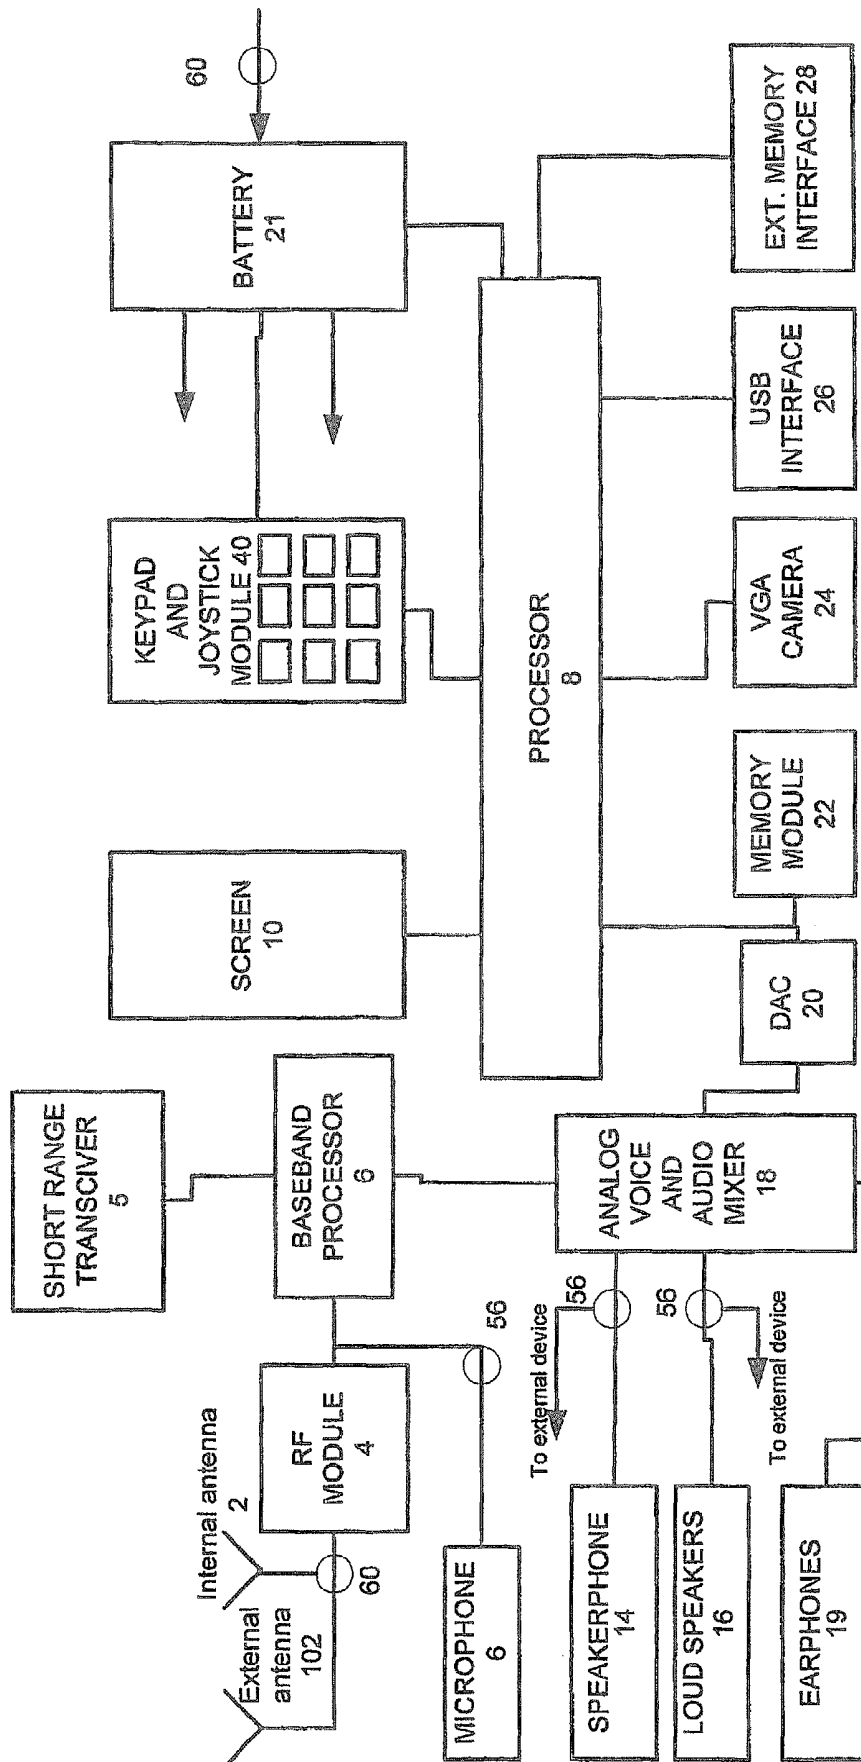 SHORT RANGE
TRANSCIVER
5
60
BATTERY
21
KEYPAD
AND
JOYSTICK
MODULE 40
SCREEN
10
BASEBAND
PROCESSOR
6
RF
MODULE
4
Internal antenna
2
External
antenna
102
60
56
MICROPHONE
6
PROCESSOR
8
ANALOG
VOICE
AND
AUDIO
MIXER
18
56
56
To external device
To external device
SPEAKERPHONE
14
LOUD SPEAKERS
16
EARPHONES
19
DAC
20
MEMORY
MODULE
22
VGA
CAMERA
24
USB
INTERFACE
26
EXT. MEMORY
INTERFACE 28